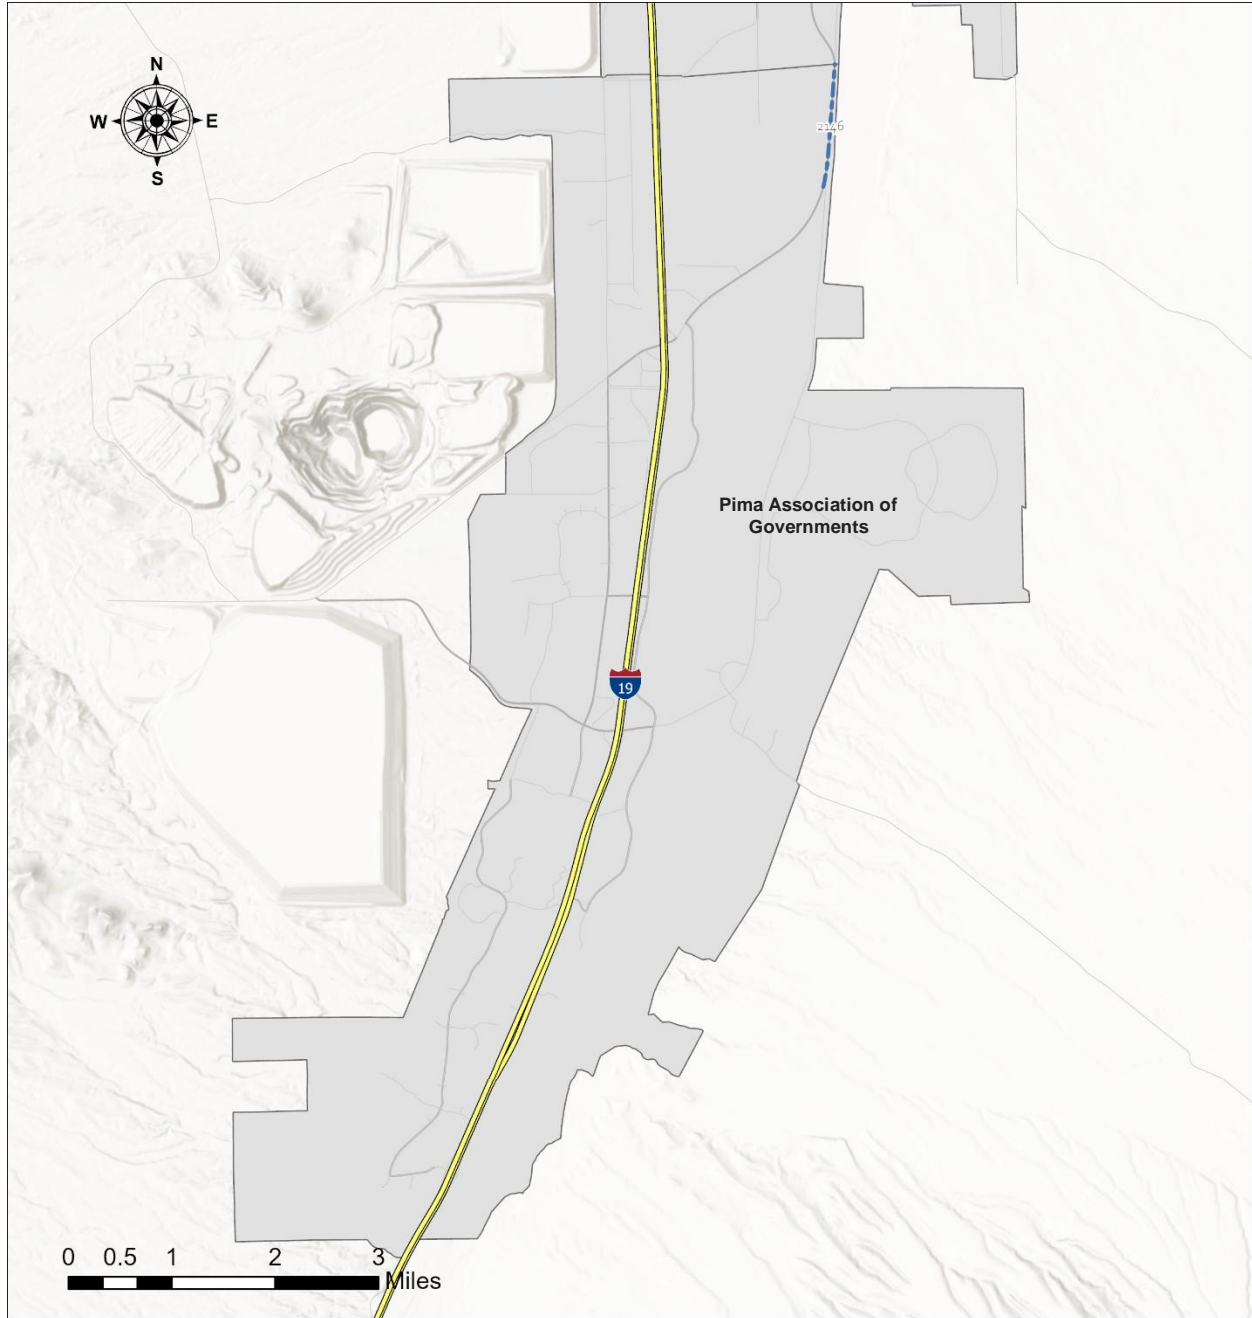 N
W E
S
2146
Pima Association of
Governments
19
0 0.5 1 2 3
Miles